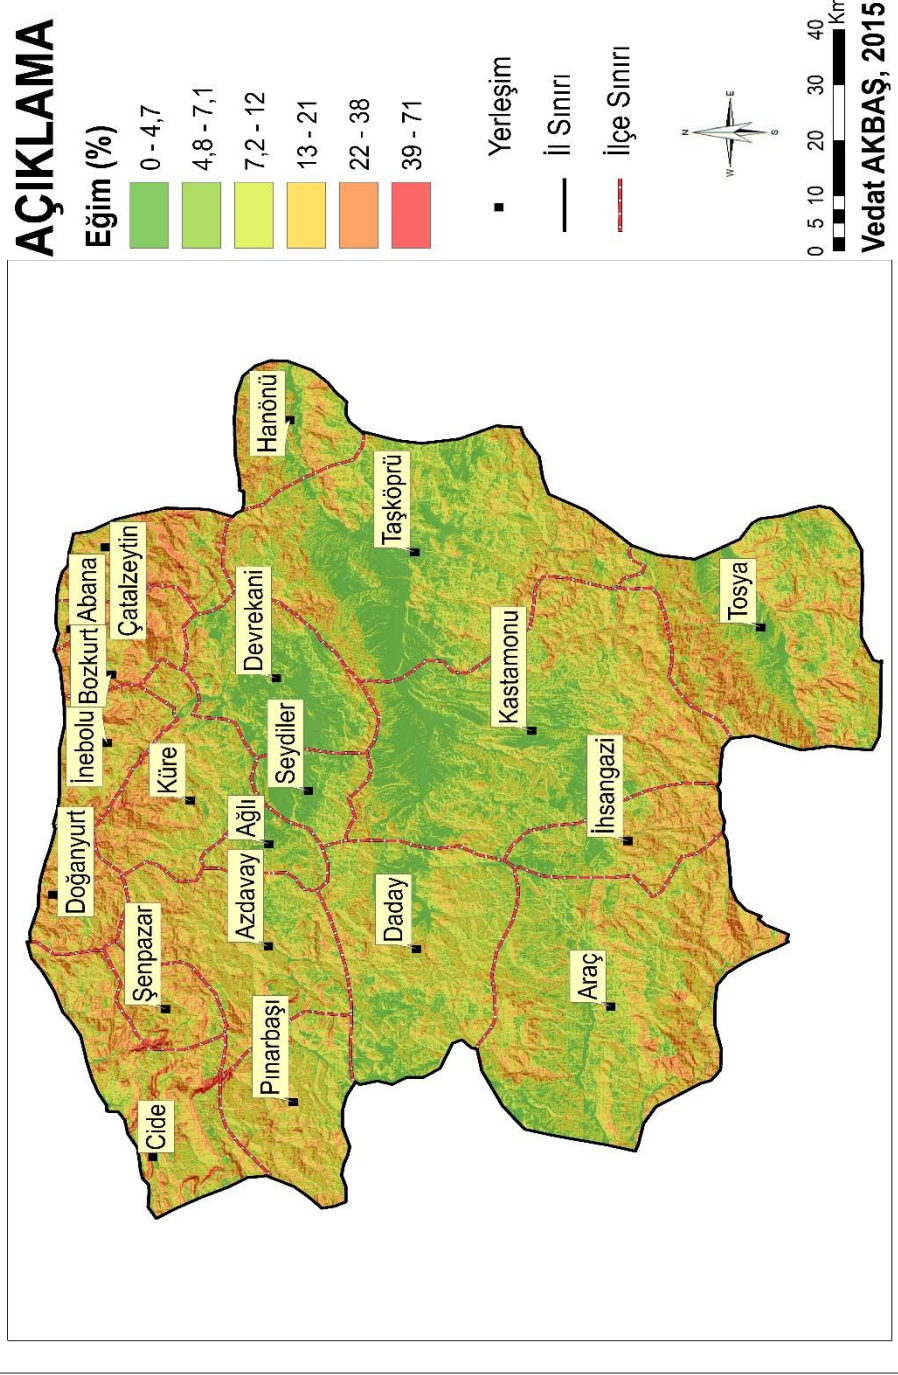 AÇIKLAMA
Eğim (%)
0 - 4,7
4,8 - 7,1
7,2 - 12
13 - 21
22 - 38
39 - 71
Yerleşim
İl Sınırı
İlçe Sınırı
N
W
E
S
0 5 10 20 30 40
Km
Vedat AKBAŞ, 2015
Doğanyurt
İnebolu
Bozkurt
Abana
Çatalzeytin
Cide
Şenpazar
Küre
Hanönü
Pınarbaşı
Azdavay
Ağlı
Seydiler
Devrekani
Daday
Taşköprü
Kastamonu
Araç
İhsangazi
Tosya